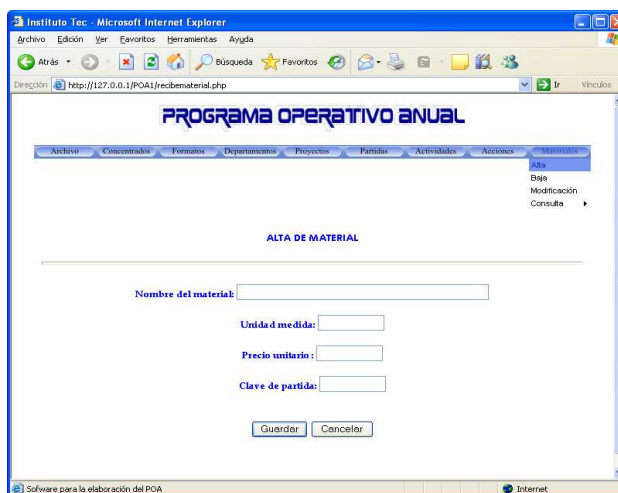 Instituto Tec - Microsoft Internet Explorer
Archivo Edición Ver Favoritos Herramientas Ayuda
Atrás Búsqueda Favoritos
Dirección http://127.0.0.1/POA1/recibematerial.php Ir Vínculos
PROGRAMA OPERATIVO ANUAL
Archivo Concentrados Formatos Departamentos Proyectos Partidas Actividades Acciones Materiales
Alta
Baja
Modificación
Consulta
ALTA DE MATERIAL
Nombre del material:
Unidad medida:
Precio unitario :
Clave de partida:
Guardar Cancelar
Sofware para la elaboración del POA Internet